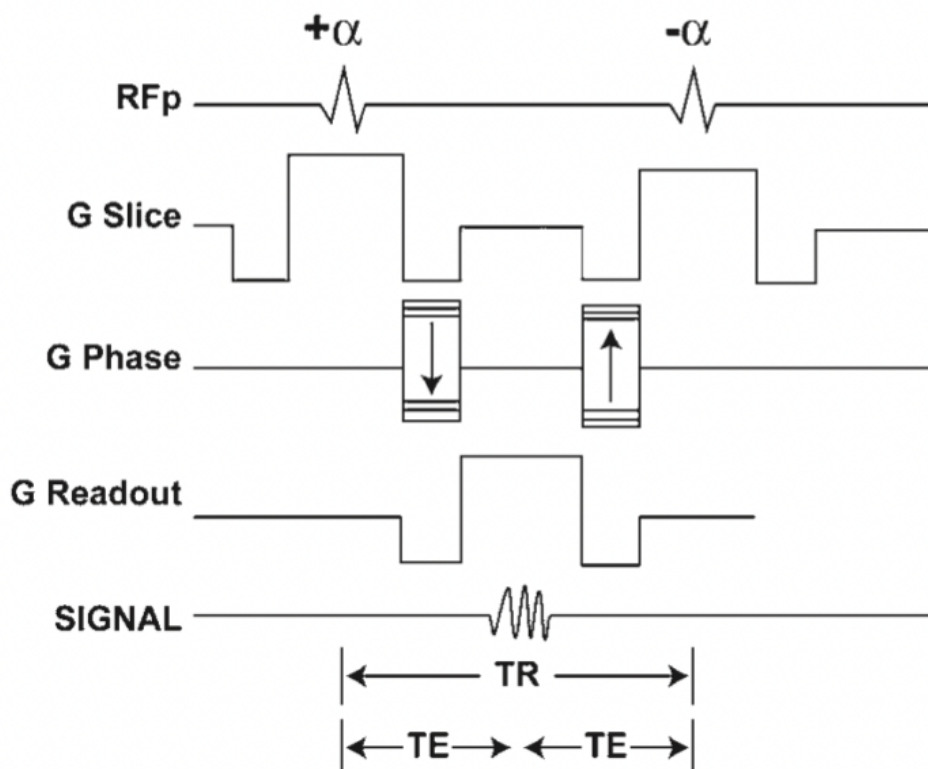 +α -α
RFp
G Slice
G Phase
G Readout
SIGNAL
TR
TE TE